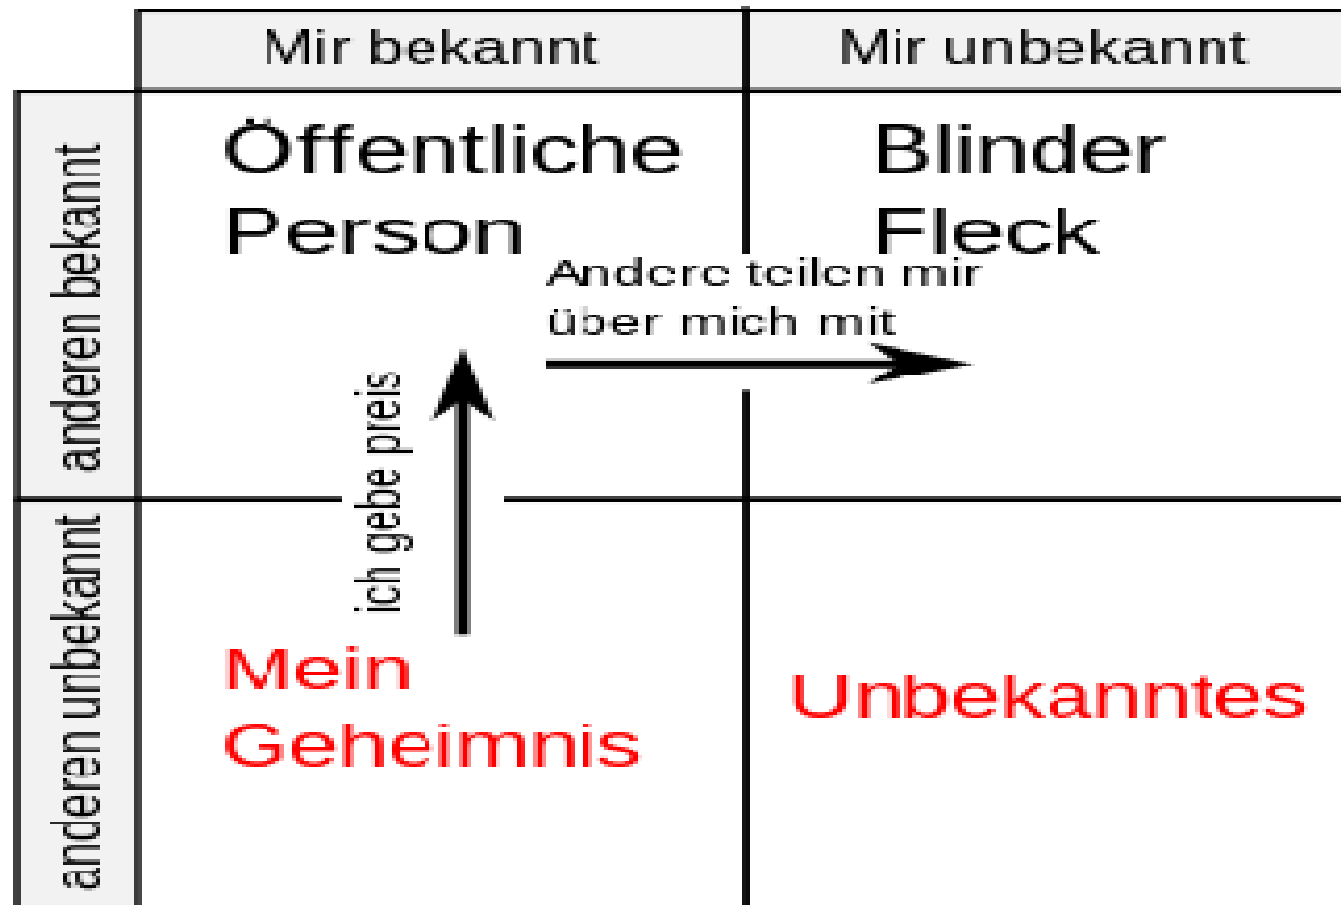 Mir bekannt
Mir unbekannt
anderen bekannt
Öffentliche
Person
Blinder
Fleck
Andere teilen mir
über mich mit
ich gebe preis
anderen unbekannt
Mein
Geheimnis
Unbekanntes